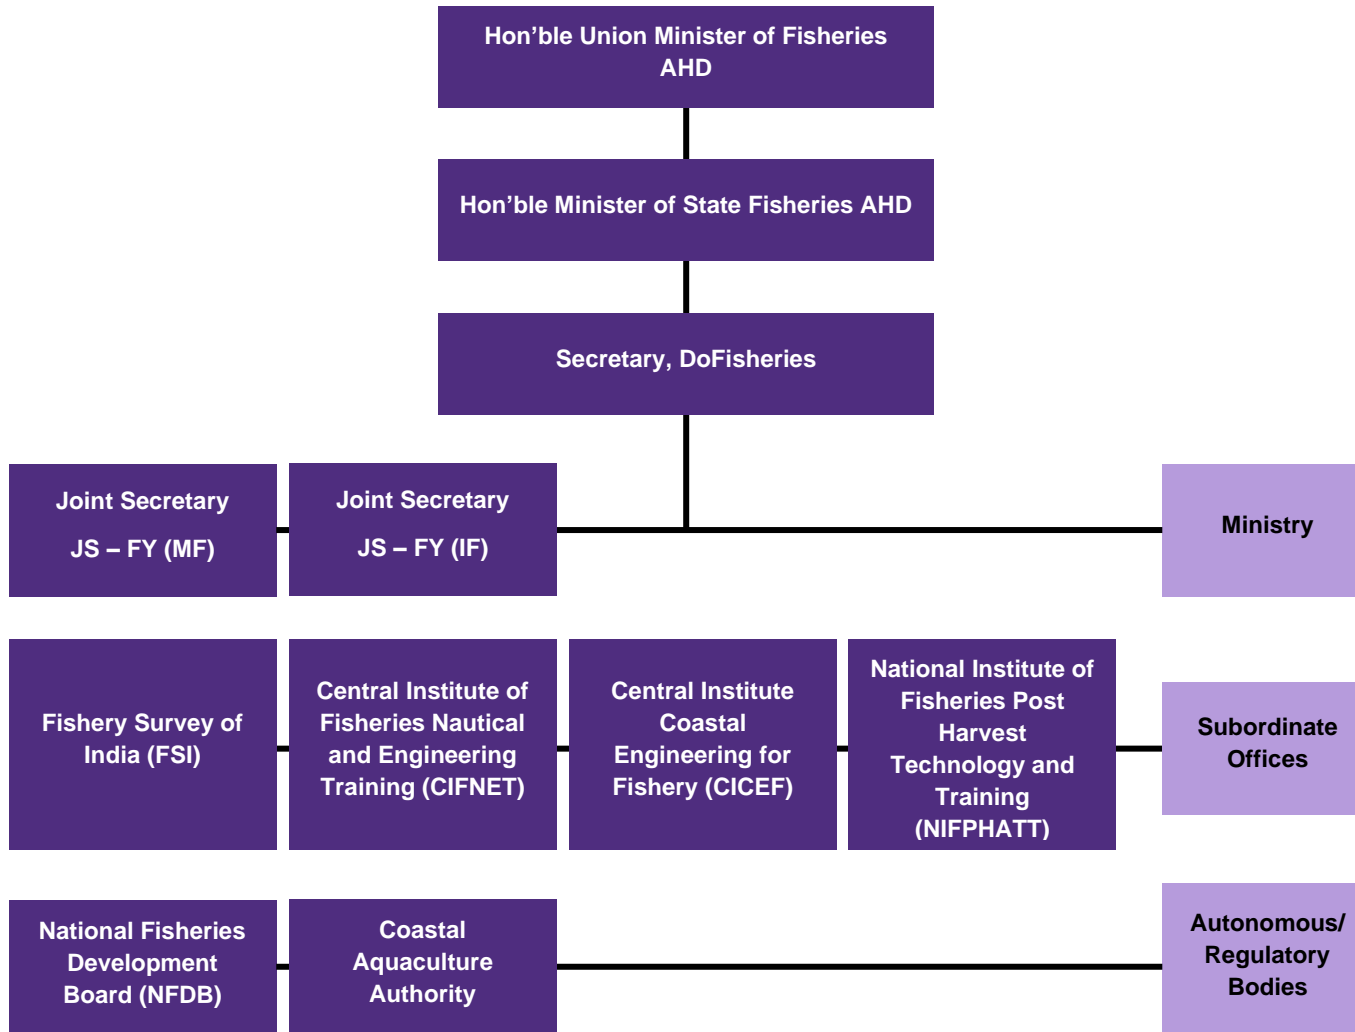 Hon’ble Union Minister of Fisheries
AHD
Hon’ble Minister of State Fisheries AHD
Secretary, DoFisheries
Joint Secretary
JS – FY (MF)
Joint Secretary
JS – FY (IF)
Ministry
Fishery Survey of
India (FSI)
Central Institute of
Fisheries Nautical
and Engineering
Training (CIFNET)
Central Institute
Coastal
Engineering for
Fishery (CICEF)
National Institute of
Fisheries Post
Harvest
Technology and
Training
(NIFPHATT)
Subordinate
Offices
National Fisheries
Development
Board (NFDB)
Coastal
Aquaculture
Authority
Autonomous/
Regulatory
Bodies